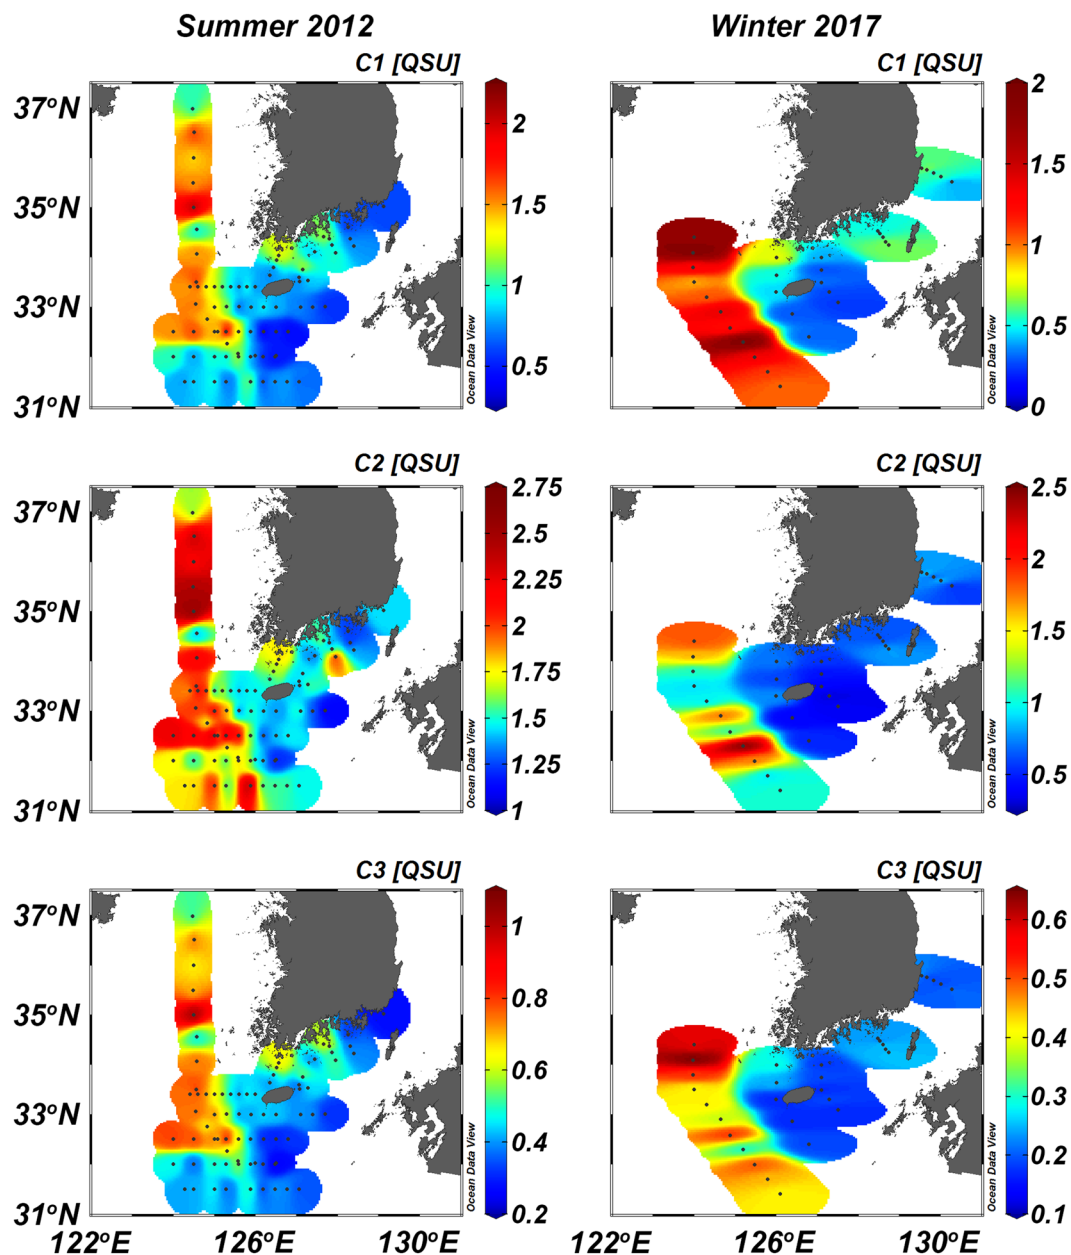 Summer 2012 Winter 2017
C1 [QSU] C1 [QSU]
37°N 2 2
35°N 1.5 1.5
1 1
33°N 0.5 0.5
31°N Ocean Data View Ocean Data View 0
C2 [QSU] C2 [QSU]
37°N 2.75 2.5
2.5 2
35°N 2.25 1.5
2 1
33°N 1.75 0.5
1.5
1.25
31°N Ocean Data View 1 Ocean Data View
C3 [QSU] C3 [QSU]
37°N 1 0.6
35°N 0.8 0.5
0.6 0.4
33°N 0.4 0.3
0.2
31°N Ocean Data View 0.2 Ocean Data View 0.1
122°E 126°E 130°E 122°E 126°E 130°E